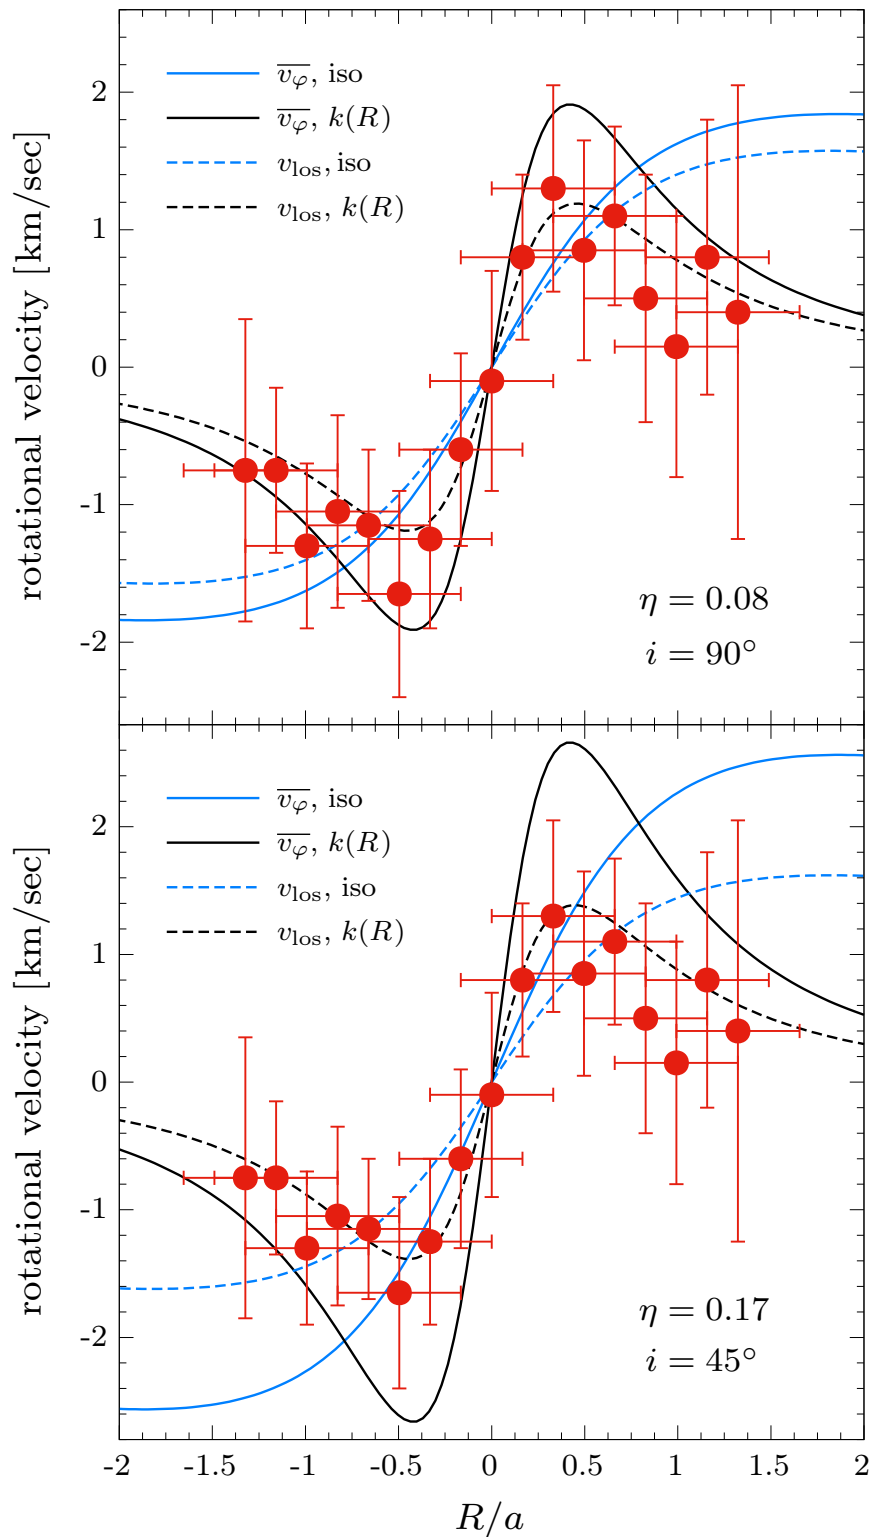 rotational velocity [km/sec]
2
1
0
-1
-2
v̅φ̅, iso
v̅φ̅, k(R)
vlos, iso
vlos, k(R)
η = 0.08
i = 90°
rotational velocity [km/sec]
2
1
0
-1
-2
v̅φ̅, iso
v̅φ̅, k(R)
vlos, iso
vlos, k(R)
η = 0.17
i = 45°
-2 -1.5 -1 -0.5 0 0.5 1 1.5 2
R/a